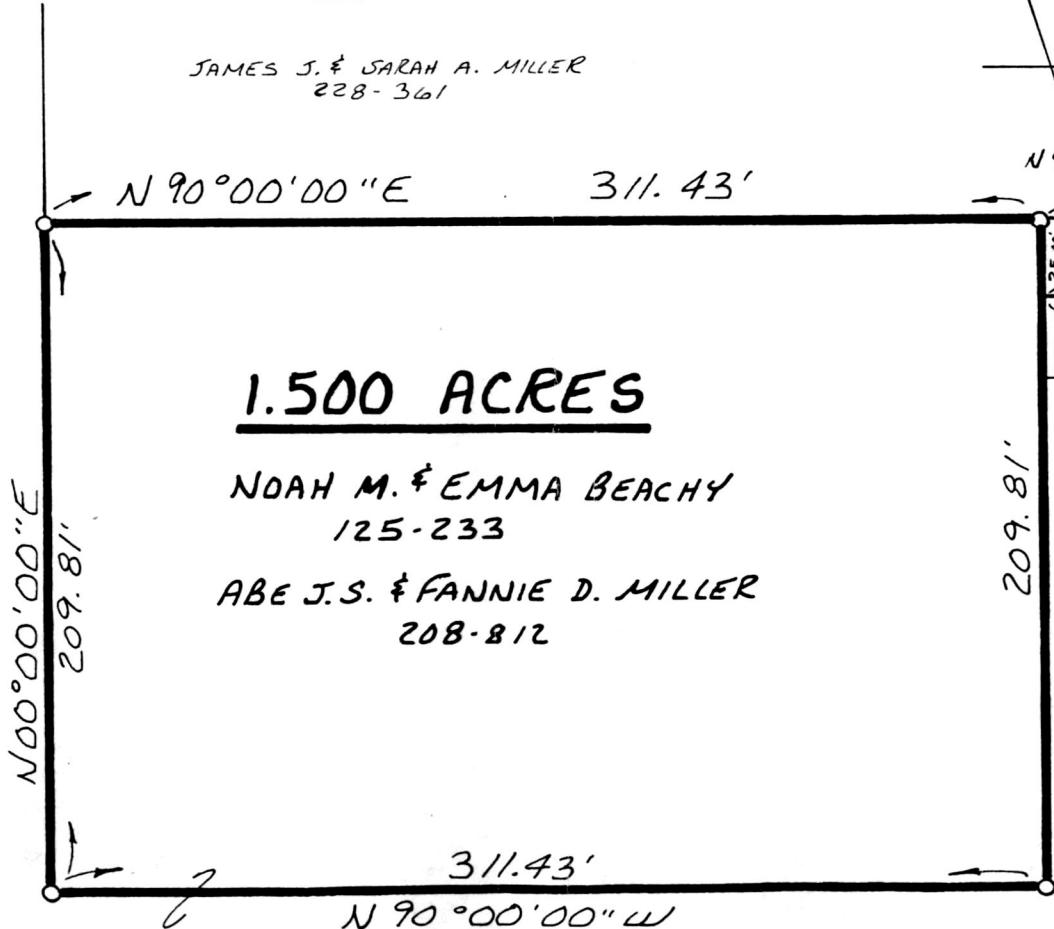 JAMES J. & SARAH A. MILLER
228-361
N 90°00'00"E 311.43'
N
1.500 ACRES
NOAH M. & EMMA BEACHY
125-233
ABE J.S. & FANNIE D. MILLER
208-812
N00°00'00"E
209.81'
209.81'
311.43'
N 90°00'00"W